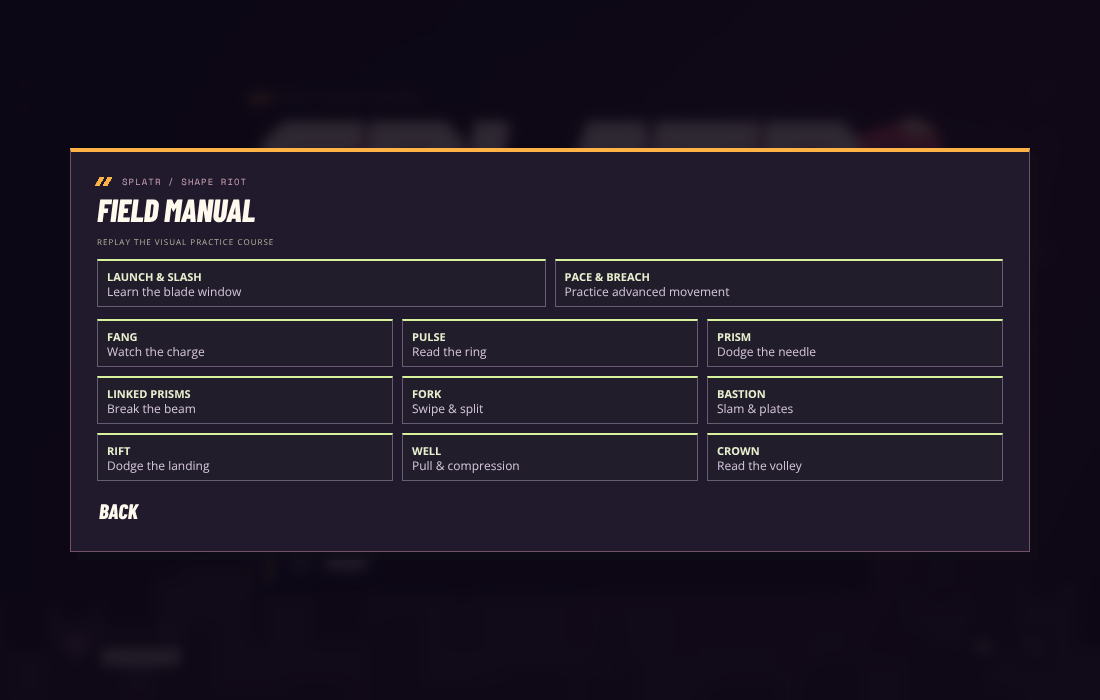 SPLATR / SHAPE RIOT
FIELD MANUAL
REPLAY THE VISUAL PRACTICE COURSE
LAUNCH & SLASH
Learn the blade window
PACE & BREACH
Practice advanced movement
FANG
Watch the charge
PULSE
Read the ring
PRISM
Dodge the needle
LINKED PRISMS
Break the beam
FORK
Swipe & split
BASTION
Slam & plates
RIFT
Dodge the landing
WELL
Pull & compression
CROWN
Read the volley
BACK